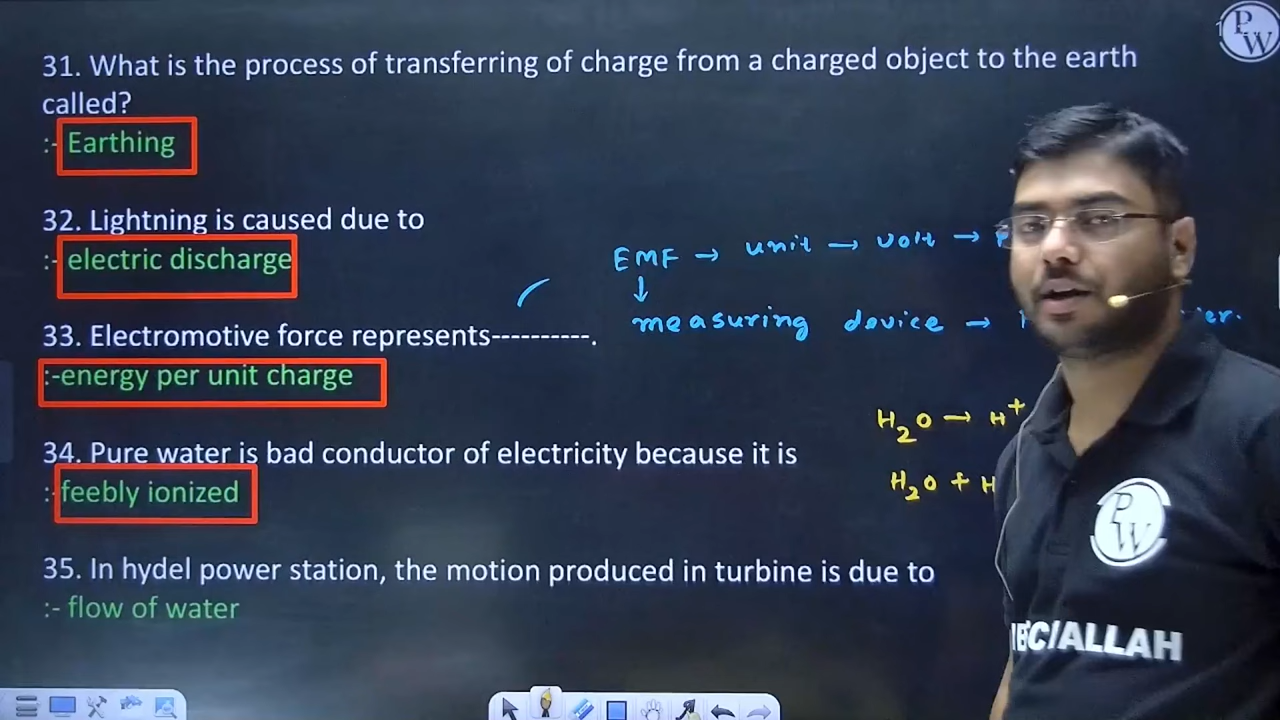 PW
31. What is the process of transferring of charge from a charged object to the earth
called?
:- Earthing
32. Lightning is caused due to
:- electric discharge
EMF → unit → volt →
↓
measuring device →
33. Electromotive force represents----------.
:-energy per unit charge
H₂O → H⁺
34. Pure water is bad conductor of electricity because it is
:- feebly ionized
H₂O + H
PW
35. In hydel power station, the motion produced in turbine is due to
:- flow of water
/ALLAH